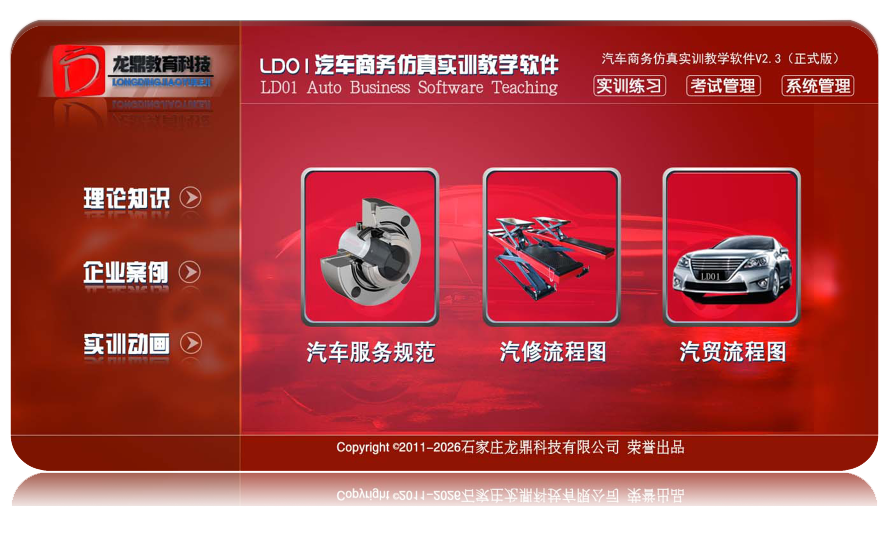 龙鼎教育科技
LONGDING JIAOYUKEJI
LD01汽车商务仿真实训教学软件
LD01 Auto Business Software Teaching
汽车商务仿真实训教学软件V2.3（正式版）
实训练习 考试管理 系统管理
理论知识
企业案例
实训动画
LD01
汽车服务规范 汽修流程图 汽贸流程图
Copyright ©2011-2026石家庄龙鼎科技有限公司 荣誉出品